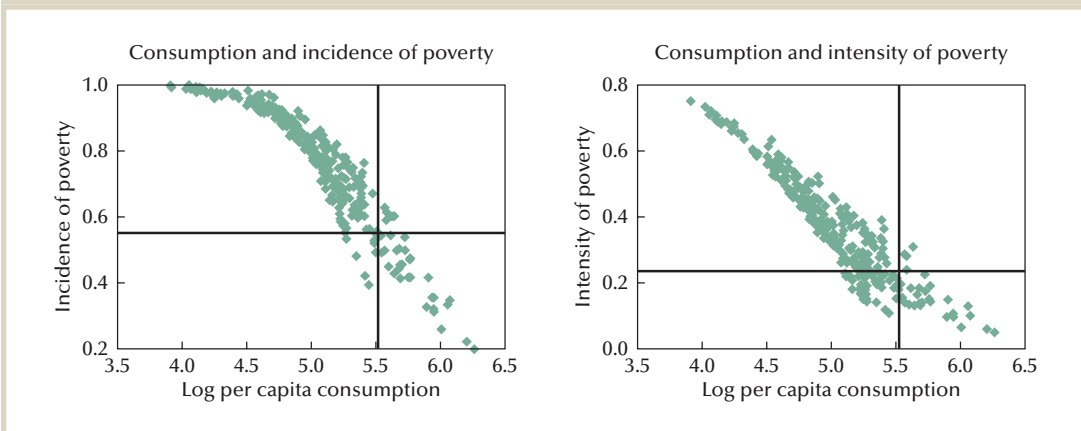 Consumption and incidence of poverty
Incidence of poverty
1.0
0.8
0.6
0.4
0.2
3.5 4.0 4.5 5.0 5.5 6.0 6.5
Log per capita consumption
Consumption and intensity of poverty
Intensity of poverty
0.8
0.6
0.4
0.2
0.0
3.5 4.0 4.5 5.0 5.5 6.0 6.5
Log per capita consumption